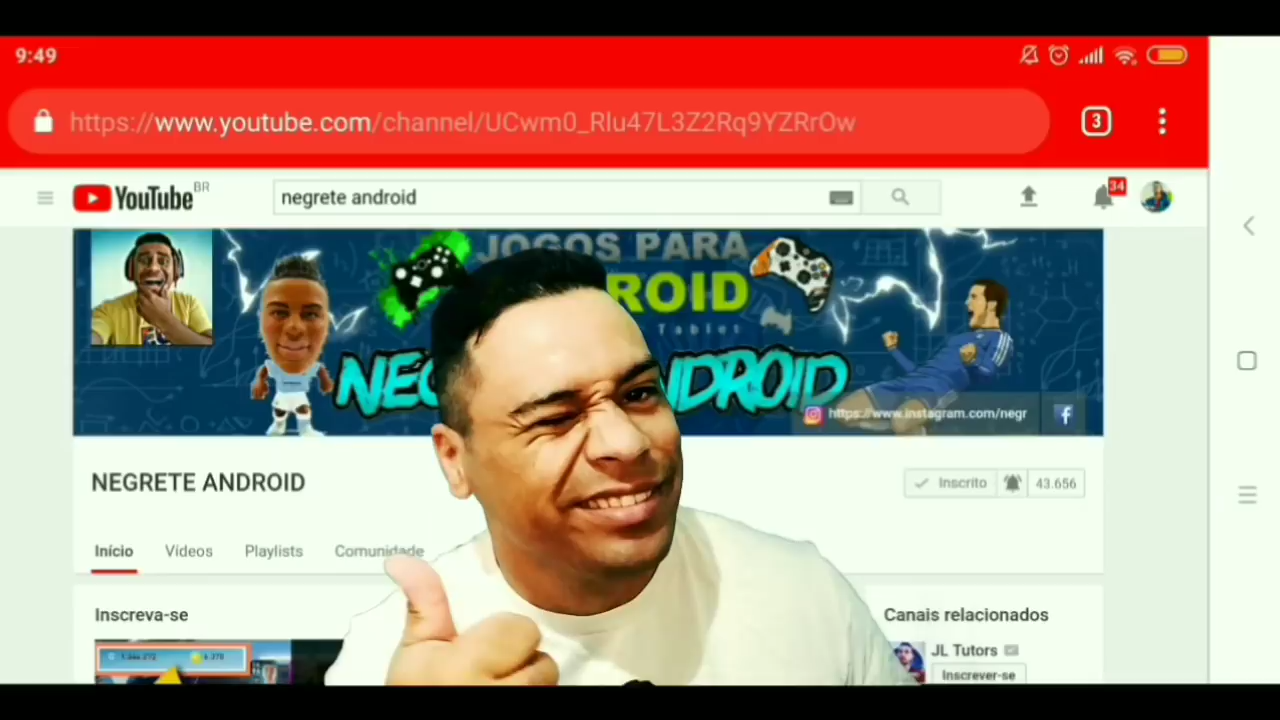 9:49
https://www.youtube.com/channel/UCwm0_Rlu47L3Z2Rq9YZRrOw
3
YouTube BR
negrete android
34
JOGOS PARA
ROID
Tablet
NEG NDROID
https://www.instagram.com/negr
NEGRETE ANDROID
Inscrito
43.656
Início
Vídeos
Playlists
Comunidade
Inscreva-se
Canais relacionados
JL Tutors
Inscrever-se